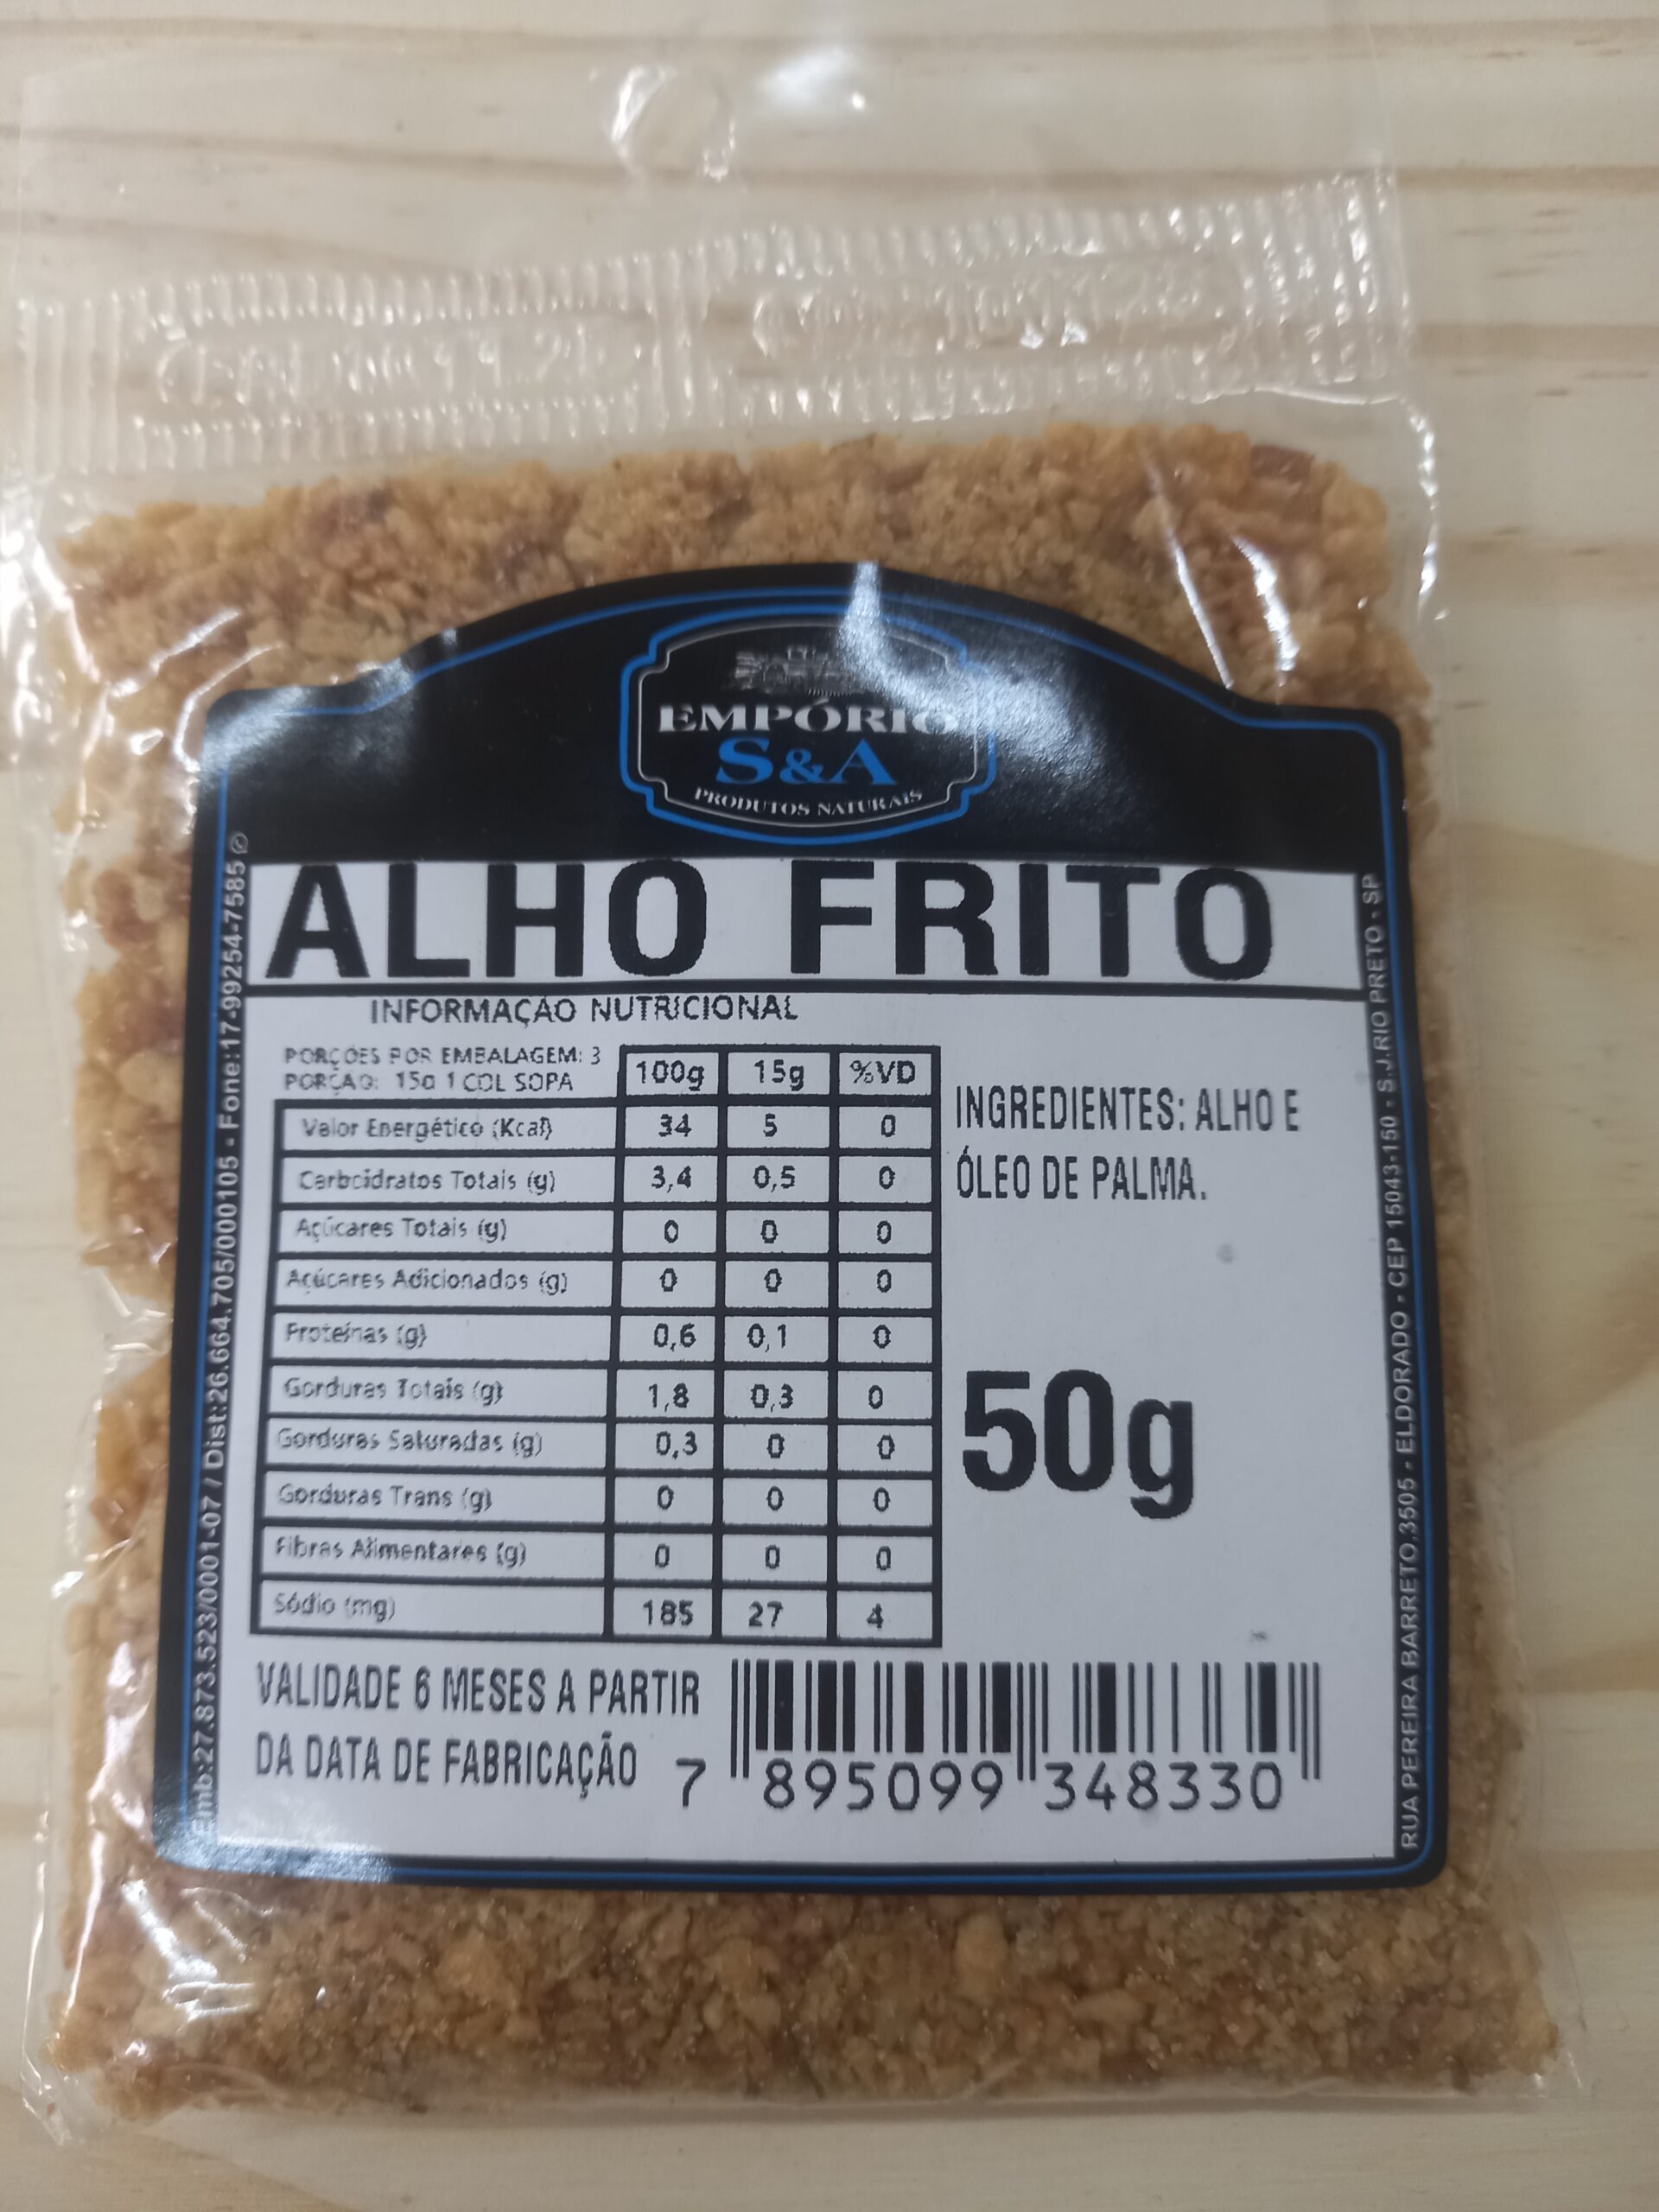 EMPÓRIO
S&A
PRODUTOS NATURAIS
ALHO FRITO
INFORMAÇÃO NUTRICIONAL
PORÇÕES POR EMBALAGEM: 3
PORÇÃO: 15g 1 COL SOPA
100g 15g %VD
Valor Energético (Kcal) 34 5 0
Carboidratos Totais (g) 3,4 0,5 0
Açúcares Totais (g) 0 0 0
Açúcares Adicionados (g) 0 0 0
Proteínas (g) 0,6 0,1 0
Gorduras Totais (g) 1,8 0,3 0
Gorduras Saturadas (g) 0,3 0 0
Gorduras Trans (g) 0 0 0
Fibras Alimentares (g) 0 0 0
Sódio (mg) 185 27 4
INGREDIENTES: ALHO E
ÓLEO DE PALMA.
50g
VALIDADE 6 MESES A PARTIR
DA DATA DE FABRICAÇÃO
7 895099 348330
Emb:27.873.523/0001-07 / Dist:26.664.705/000105 - Fone:17-99254-7585
RUA PEREIRA BARRETO,3505 - ELDORADO - CEP 15043-150 - S.J.RIO PRETO - SP